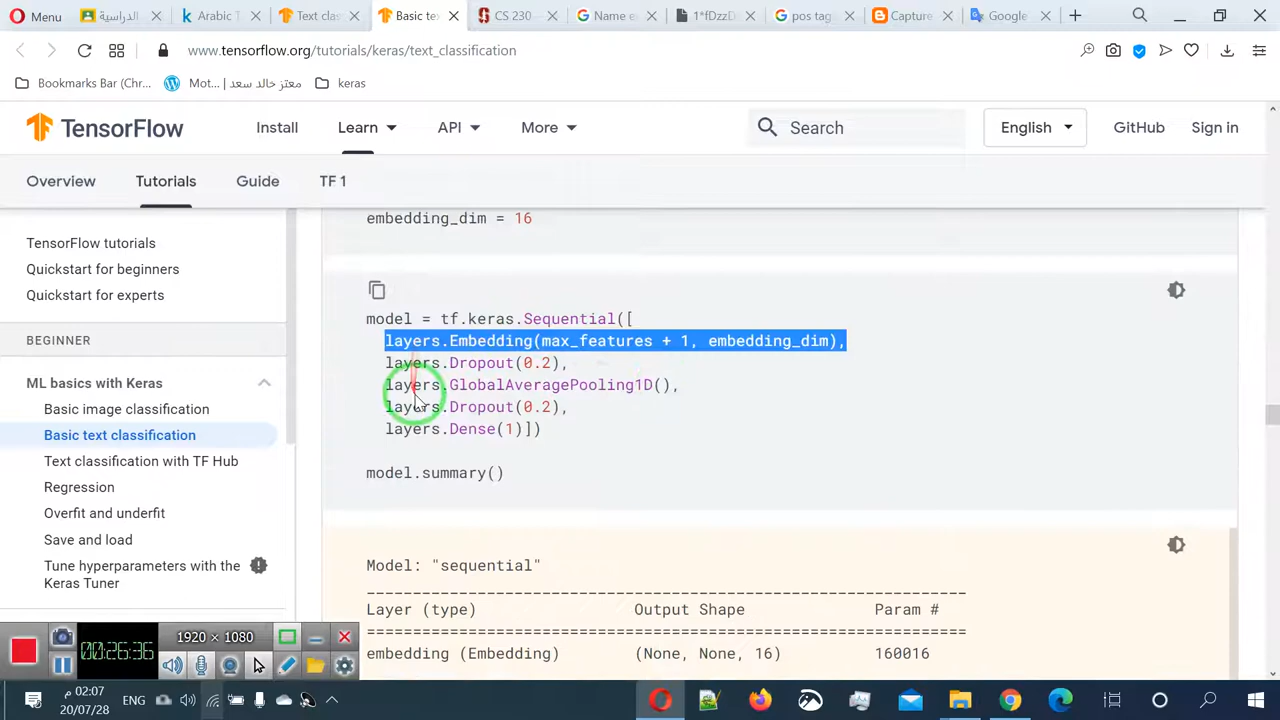 Menu
الدراسية
Arabic T
Text clas
Basic tex
CS 230
Name e
1*fDzzD
pos tag
Capture
Google
www.tensorflow.org/tutorials/keras/text_classification
Bookmarks Bar (Chr...
Mot... | معتز خالد سعد
keras
TensorFlow
Install
Learn
API
More
Search
English
GitHub
Sign in
Overview
Tutorials
Guide
TF 1
TensorFlow tutorials
Quickstart for beginners
Quickstart for experts
BEGINNER
ML basics with Keras
Basic image classification
Basic text classification
Text classification with TF Hub
Regression
Overfit and underfit
Save and load
Tune hyperparameters with the
Keras Tuner
embedding_dim = 16
model = tf.keras.Sequential([
layers.Embedding(max_features + 1, embedding_dim),
layers.Dropout(0.2),
layers.GlobalAveragePooling1D(),
layers.Dropout(0.2),
layers.Dense(1)])
model.summary()
Model: "sequential"
_________________________________________________________________
Layer (type) Output Shape Param #
=================================================================
embedding (Embedding) (None, None, 16) 160016
00:26:36
1920 × 1080
ENG
02:07 م
20/07/28